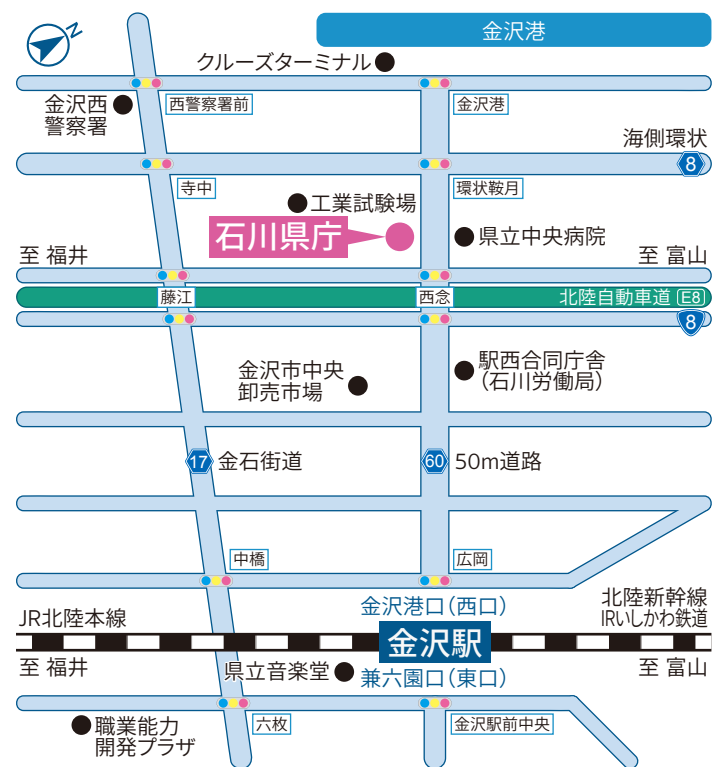 N
金沢港
クルーズターミナル
金沢西
警察署
西警察署前
金沢港
海側環状
8
寺中
環状鞍月
工業試験場
石川県庁
県立中央病院
至 福井
至 富山
藤江
西念
北陸自動車道 E8
8
金沢市中央
卸売市場
駅西合同庁舎
(石川労働局)
17
金石街道
60
50m道路
中橋
広岡
金沢港口(西口)
北陸新幹線
IRいしかわ鉄道
JR北陸本線
金沢駅
至 福井
至 富山
県立音楽堂
兼六園口(東口)
職業能力
開発プラザ
六枚
金沢駅前中央